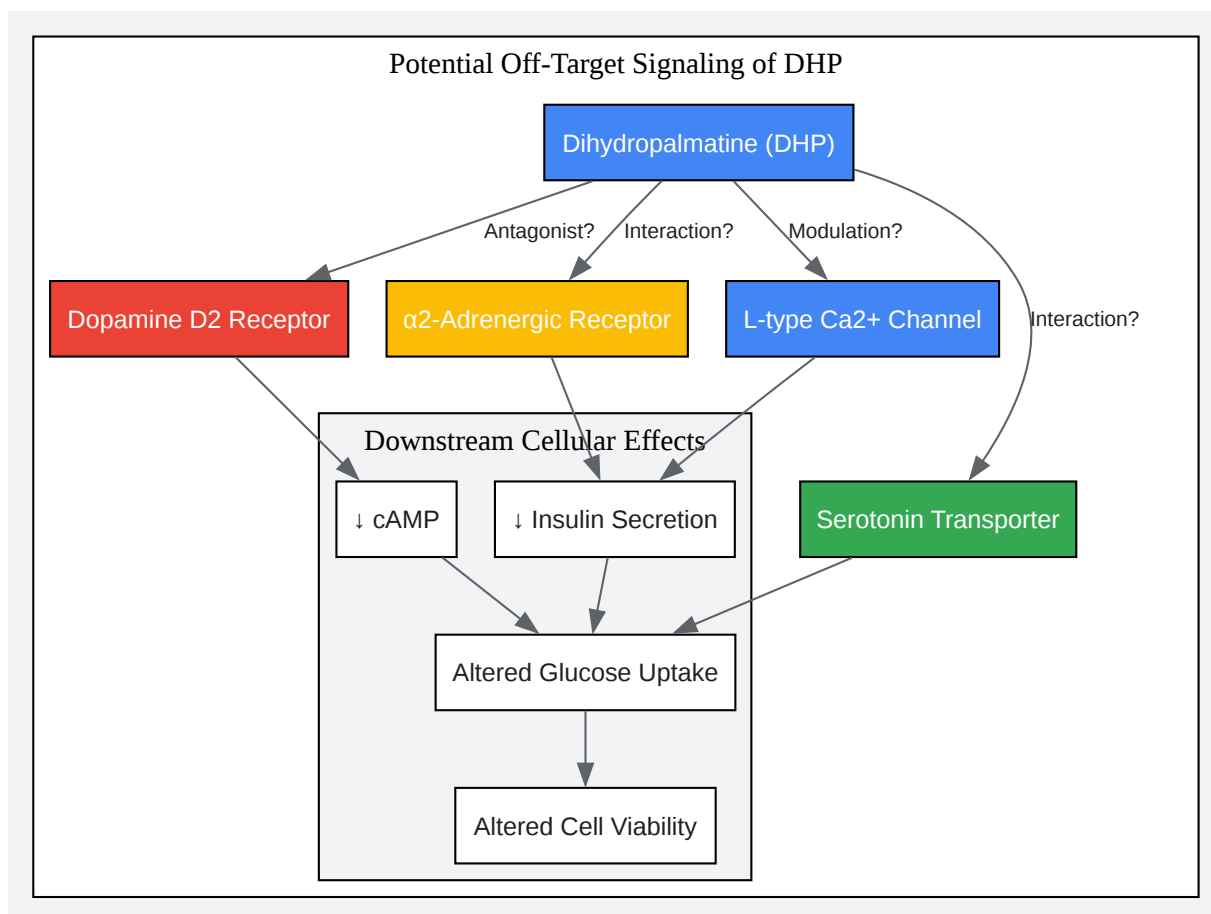 Potential Off-Target Signaling of DHP
Dihydropalmatine (DHP)
Antagonist?
Interaction?
Modulation?
Dopamine D2 Receptor
α2-Adrenergic Receptor
L-type Ca2+ Channel
Interaction?
Downstream Cellular Effects
↓ cAMP
↓ Insulin Secretion
Serotonin Transporter
Altered Glucose Uptake
Altered Cell Viability